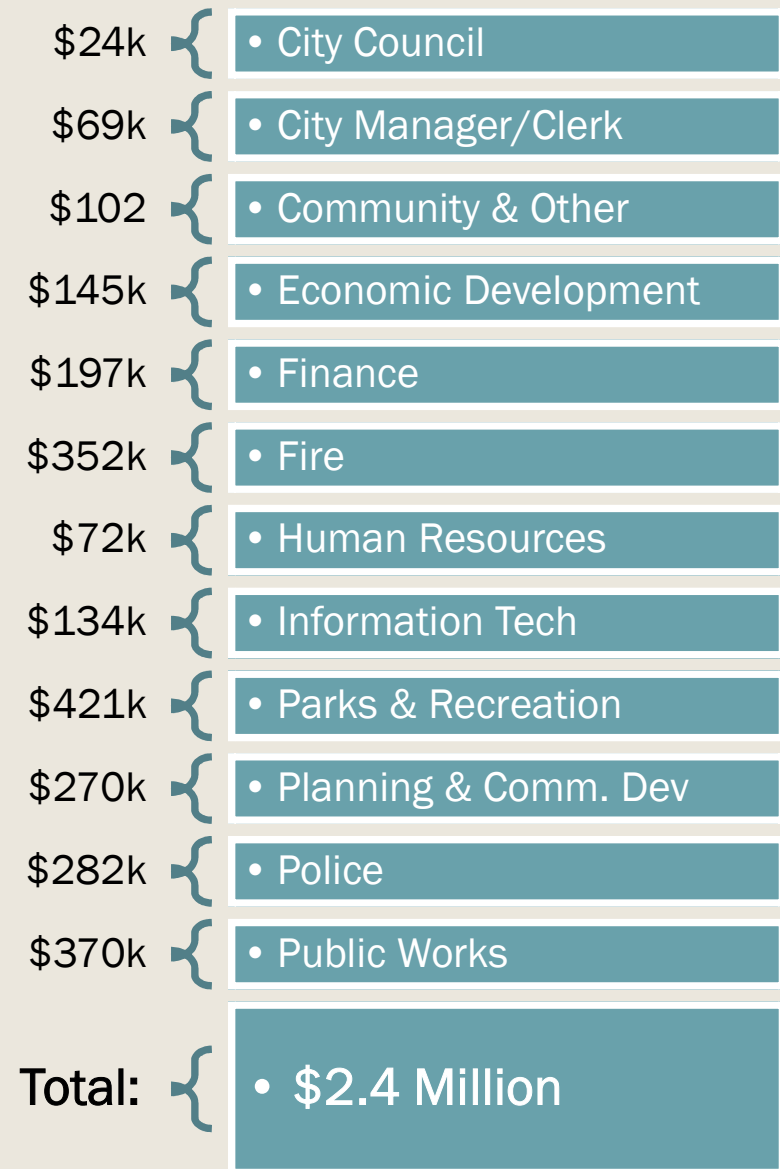 $24k • City Council
$69k • City Manager/Clerk
$102 • Community & Other
$145k • Economic Development
$197k • Finance
$352k • Fire
$72k • Human Resources
$134k • Information Tech
$421k • Parks & Recreation
$270k • Planning & Comm. Dev
$282k • Police
$370k • Public Works
Total: • $2.4 Million